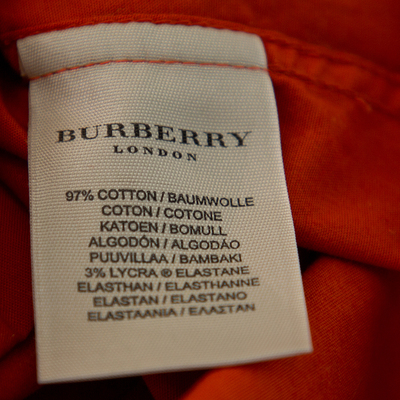 BURBERRY
LONDON
97% COTTON / BAUMWOLLE
COTON / COTONE
KATOEN / BOMULL
ALGODÓN / ALGODÁO
PUUVILLAA / BAMBAKI
3% LYCRA ® ELASTANE
ELASTHAN / ELASTHANNE
ELASTAN / ELASTANO
ELASTAANIA / ΕΛΑΣΤΑΝ